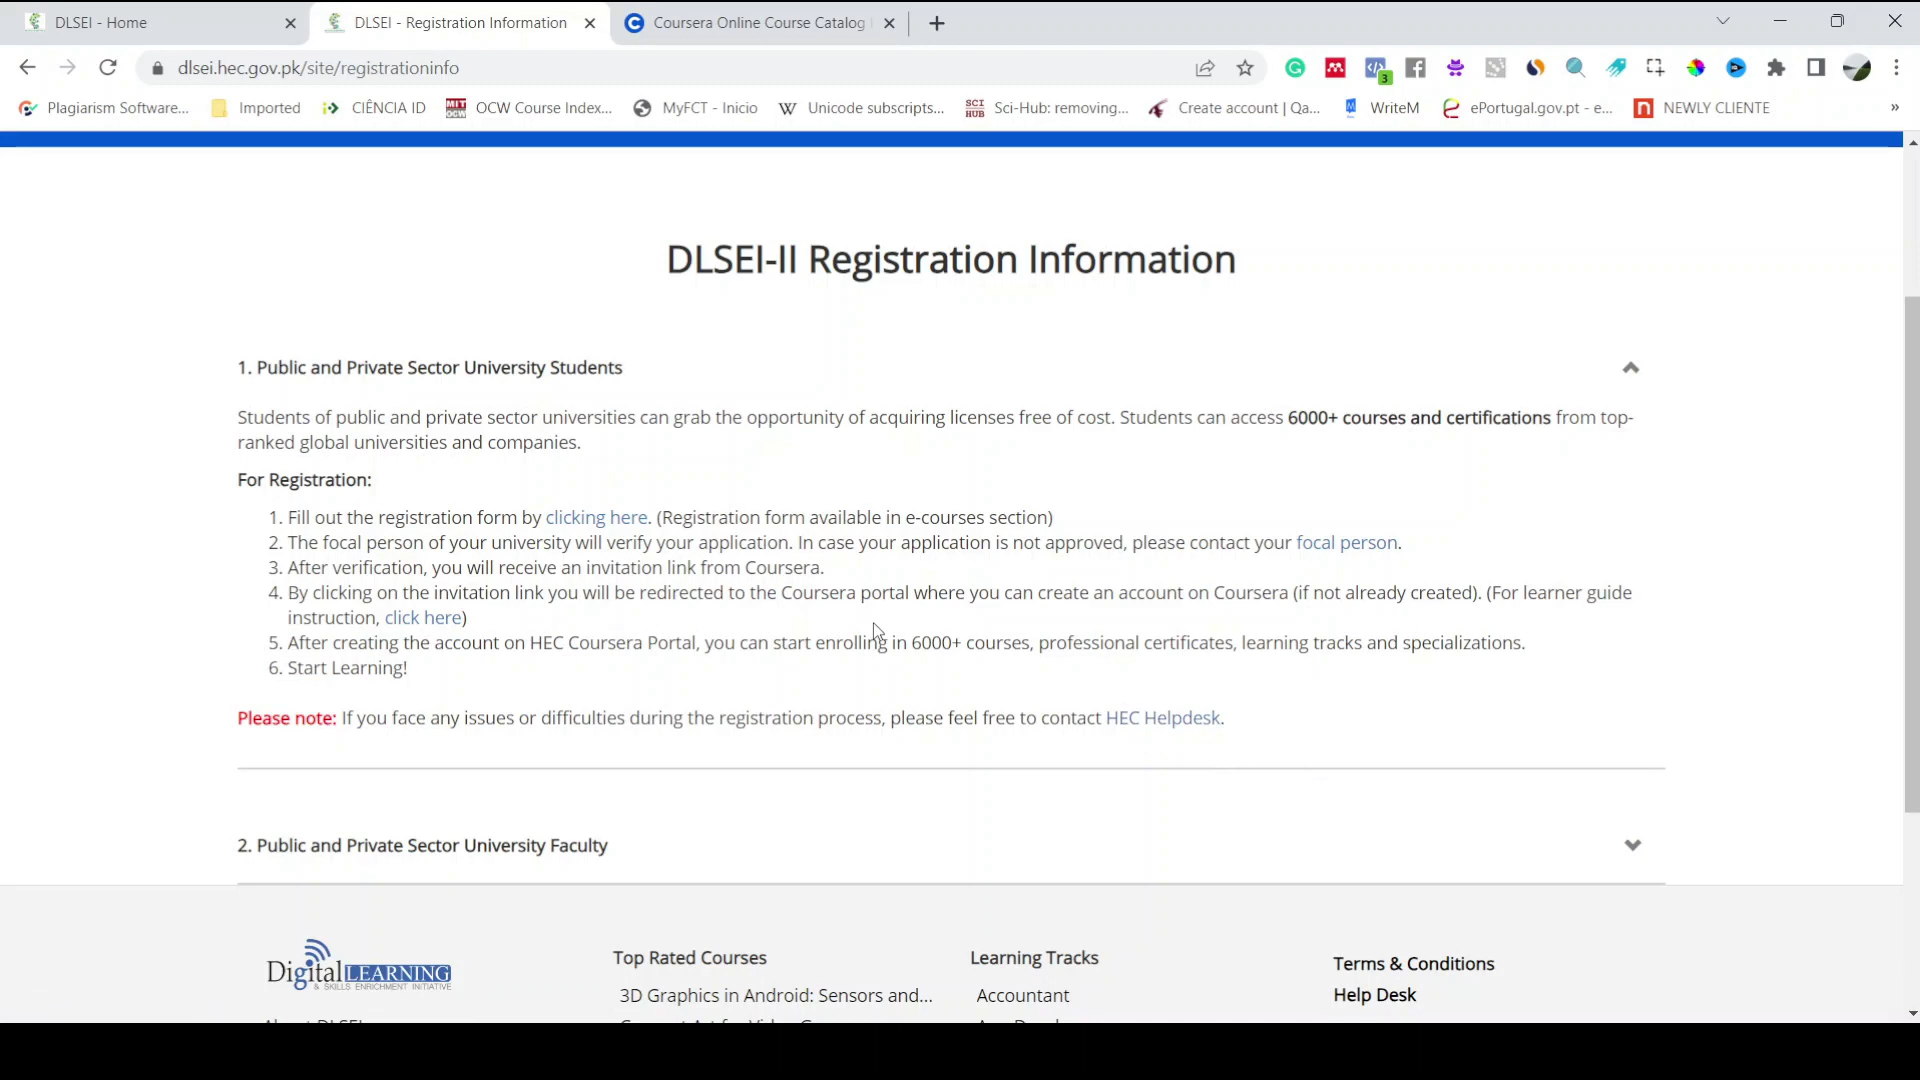 DLSEI - Home
DLSEI - Registration Information
Coursera Online Course Catalog
dlsei.hec.gov.pk/site/registrationinfo
3
Plagiarism Software...
Imported
CIÊNCIA ID
MIT OCW
OCW Course Index...
MyFCT - Inicio
W
Unicode subscripts...
SCI HUB
Sci-Hub: removing...
Create account | Qa...
WriteM
ePortugal.gov.pt - e...
n
NEWLY CLIENTE
»
DLSEI-II Registration Information
1. Public and Private Sector University Students
Students of public and private sector universities can grab the opportunity of acquiring licenses free of cost. Students can access 6000+ courses and certifications from top-
ranked global universities and companies.
For Registration:
1. Fill out the registration form by clicking here. (Registration form available in e-courses section)
2. The focal person of your university will verify your application. In case your application is not approved, please contact your focal person.
3. After verification, you will receive an invitation link from Coursera.
4. By clicking on the invitation link you will be redirected to the Coursera portal where you can create an account on Coursera (if not already created). (For learner guide
instruction, click here)
5. After creating the account on HEC Coursera Portal, you can start enrolling in 6000+ courses, professional certificates, learning tracks and specializations.
6. Start Learning!
Please note: If you face any issues or difficulties during the registration process, please feel free to contact HEC Helpdesk.
2. Public and Private Sector University Faculty
Digital LEARNING
& SKILLS ENRICHMENT INITIATIVE
Top Rated Courses
Learning Tracks
Terms & Conditions
3D Graphics in Android: Sensors and...
Accountant
Help Desk